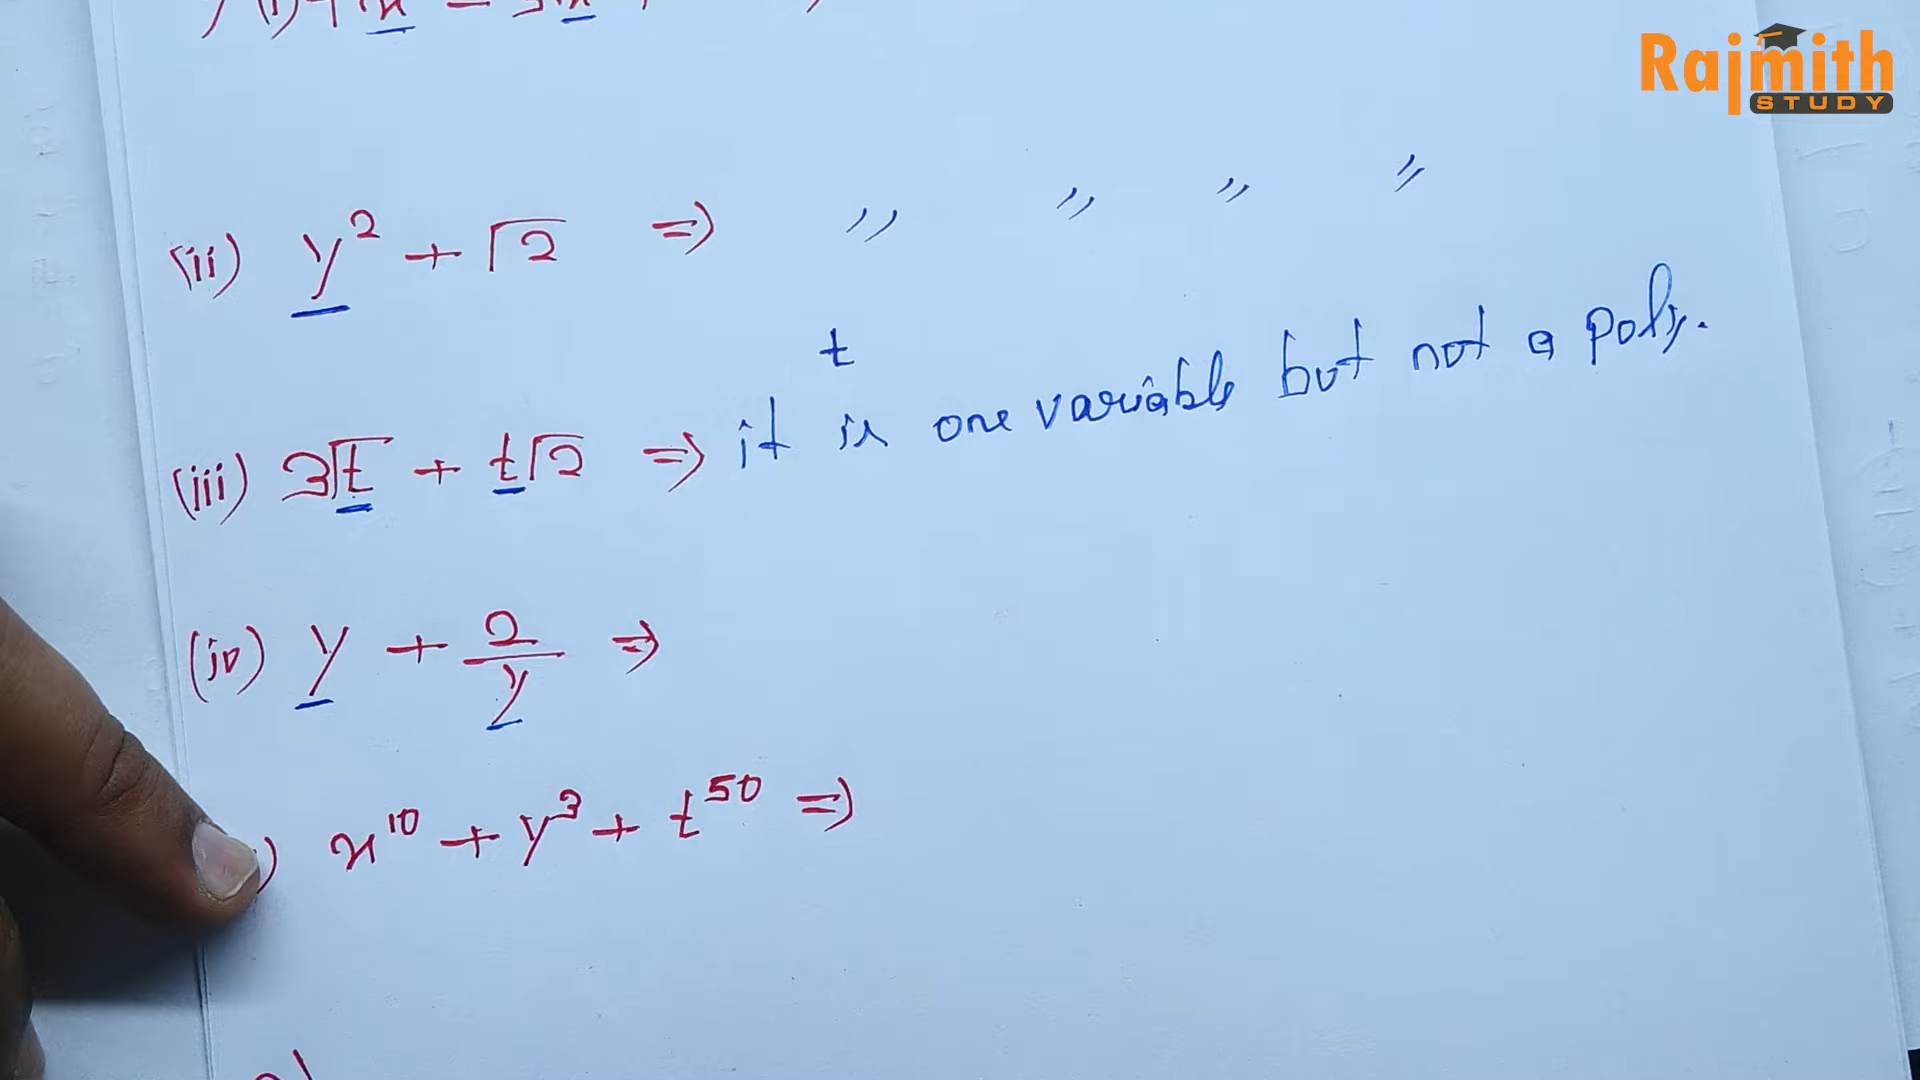 Rajmith
STUDY
(ii) y² + √2 ⇒ " " " "
t
(iii) 3√t + t√2 ⇒ it is one variable but not a poly.
(iv) y + 2/y ⇒
) x¹⁰ + y³ + t⁵⁰ ⇒